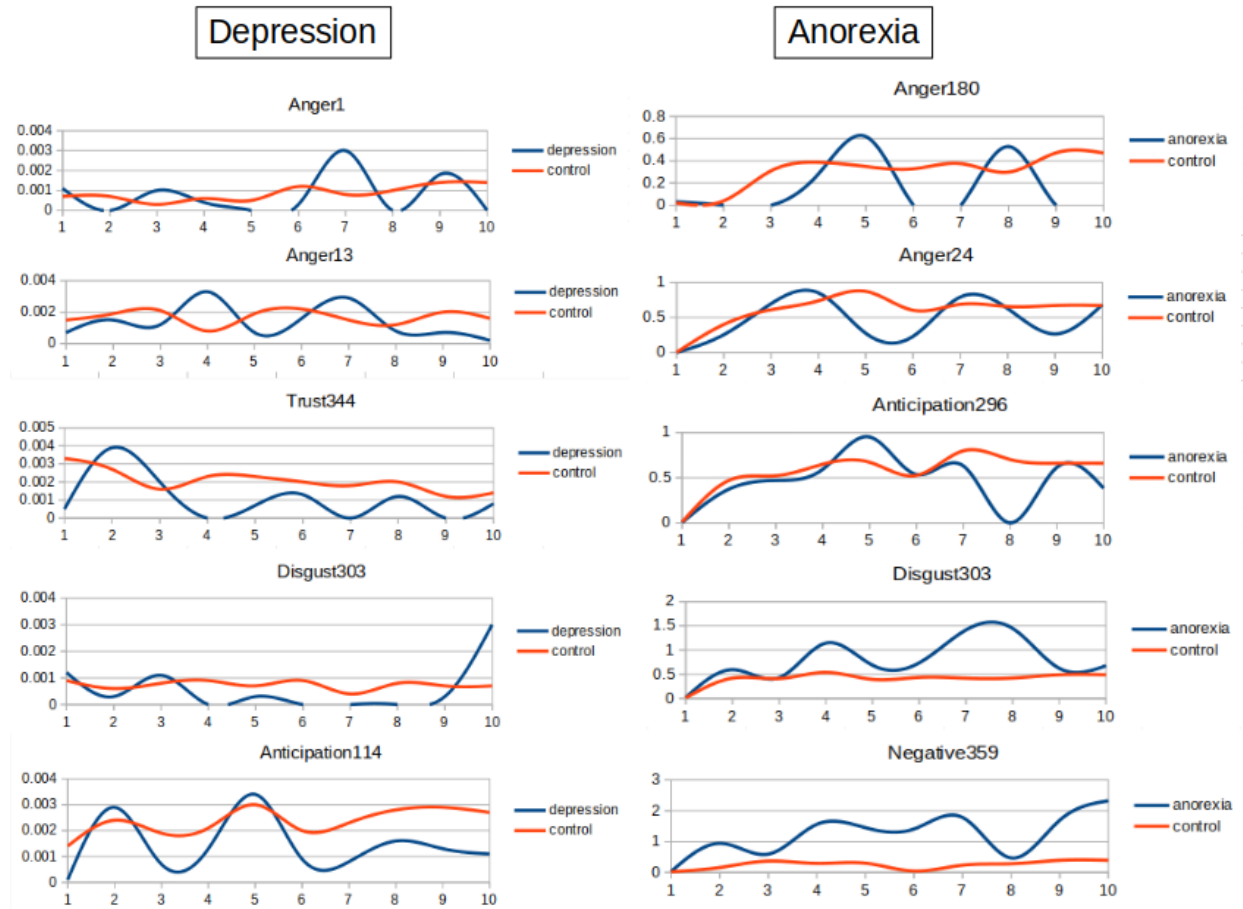 Depression
Anger1
0.004
0.003
0.002
0.001
0
1 2 3 4 5 6 7 8 9 10
depression
control
Anger13
0.004
0.002
0
1 2 3 4 5 6 7 8 9 10
depression
control
Trust344
0.005
0.004
0.003
0.002
0.001
0
1 2 3 4 5 6 7 8 9 10
depression
control
Disgust303
0.004
0.003
0.002
0.001
0
1 2 3 4 5 6 7 8 9 10
depression
control
Anticipation114
0.004
0.003
0.002
0.001
0
1 2 3 4 5 6 7 8 9 10
depression
control
Anorexia
Anger180
0.8
0.6
0.4
0.2
0
1 2 3 4 5 6 7 8 9 10
anorexia
control
Anger24
1
0.5
0
1 2 3 4 5 6 7 8 9 10
anorexia
control
Anticipation296
1
0.5
0
1 2 3 4 5 6 7 8 9 10
anorexia
control
Disgust303
2
1.5
1
0.5
0
1 2 3 4 5 6 7 8 9 10
anorexia
control
Negative359
3
2
1
0
1 2 3 4 5 6 7 8 9 10
anorexia
control